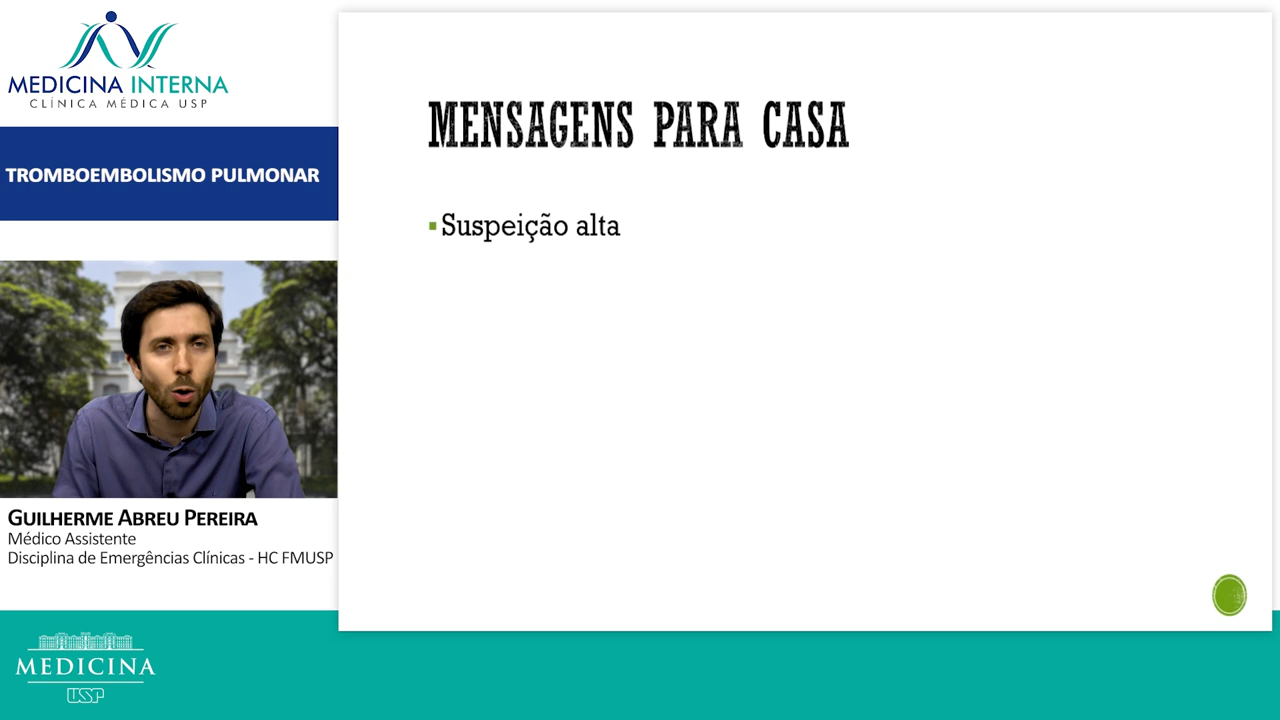 MEDICINA INTERNA
CLÍNICA MÉDICA USP
TROMBOEMBOLISMO PULMONAR
GUILHERME ABREU PEREIRA
Médico Assistente
Disciplina de Emergências Clínicas - HC FMUSP
MEDICINA
USP
MENSAGENS PARA CASA
Suspeição alta